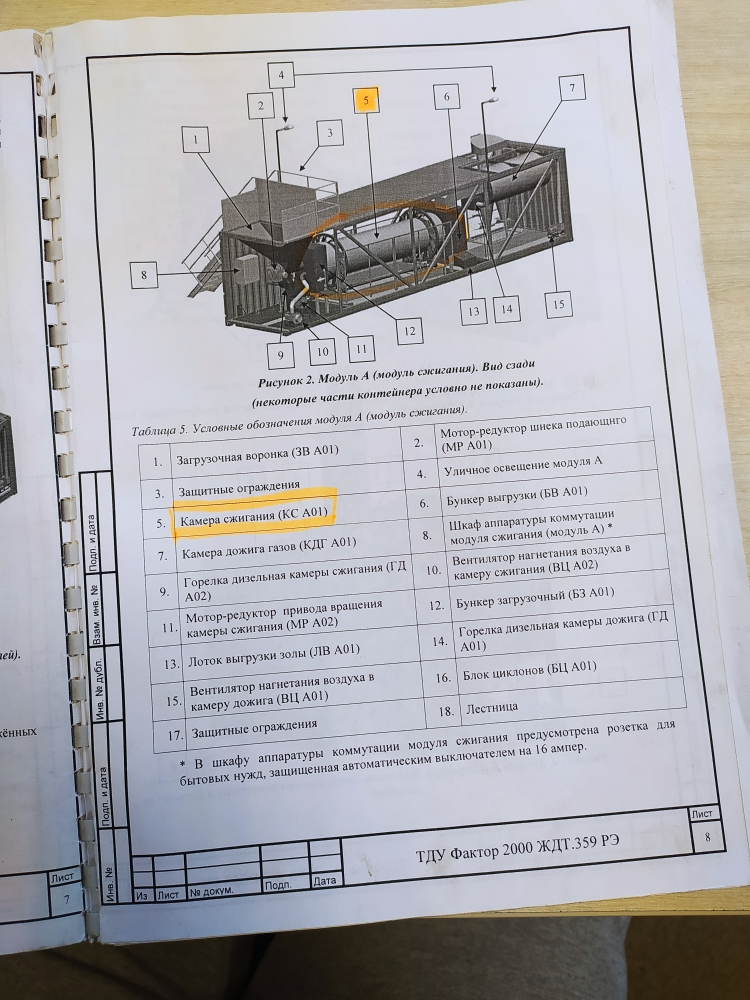 4
2
5
6
7
1
3
8
9
10
11
12
13
14
15
Рисунок 2. Модуль А (модуль сжигания). Вид сзади
(некоторые части контейнера условно не показаны).
Таблица 5. Условные обозначения модуля А (модуль сжигания).
1. Загрузочная воронка (ЗВ А01)
2. Мотор-редуктор шнека подающнго
(МР А01)
3. Защитные ограждения
4. Уличное освещение модуля А
5. Камера сжигания (КС А01)
6. Бункер выгрузки (БВ А01)
7. Камера дожига газов (КДГ А01)
8. Шкаф аппаратуры коммутации
модуля сжигания (модуль А) *
9. Горелка дизельная камеры сжигания (ГД
А02)
10. Вентилятор нагнетания воздуха в
камеру сжигания (ВЦ А02)
11. Мотор-редуктор привода вращения
камеры сжигания (МР А02)
12. Бункер загрузочный (БЗ А01)
13. Лоток выгрузки золы (ЛВ А01)
14. Горелка дизельная камеры дожига (ГД
А01)
15. Вентилятор нагнетания воздуха в
камеру дожига (ВЦ А01)
16. Блок циклонов (БЦ А01)
17. Защитные ограждения
18. Лестница
* В шкафу аппаратуры коммутации модуля сжигания предусмотрена розетка для
бытовых нужд, защищенная автоматическим выключателем на 16 ампер.
Подп. и дата
Взам. инв. №
Инв. № дубл.
Подп. и дата
Инв. №
Из Лист № докум. Подп. Дата
ТДУ Фактор 2000 ЖДТ.359 РЭ
Лист
8
Лист
7